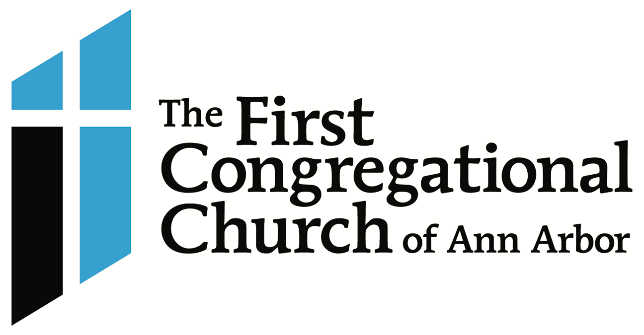 The First
Congregational
Church of Ann Arbor